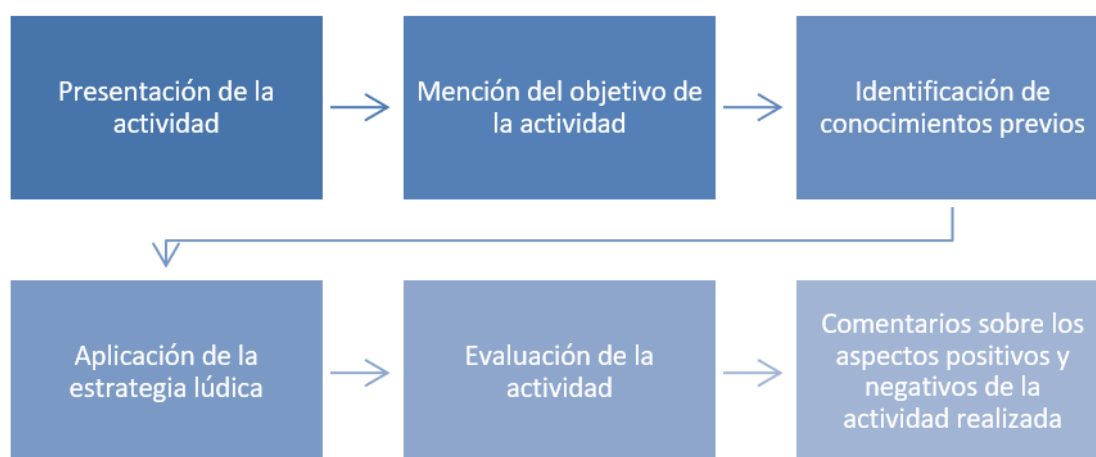 Presentación de la
actividad
Mención del objetivo de
la actividad
Identificación de
conocimientos previos
Aplicación de la
estrategia lúdica
Evaluación de la
actividad
Comentarios sobre los
aspectos positivos y
negativos de la
actividad realizada